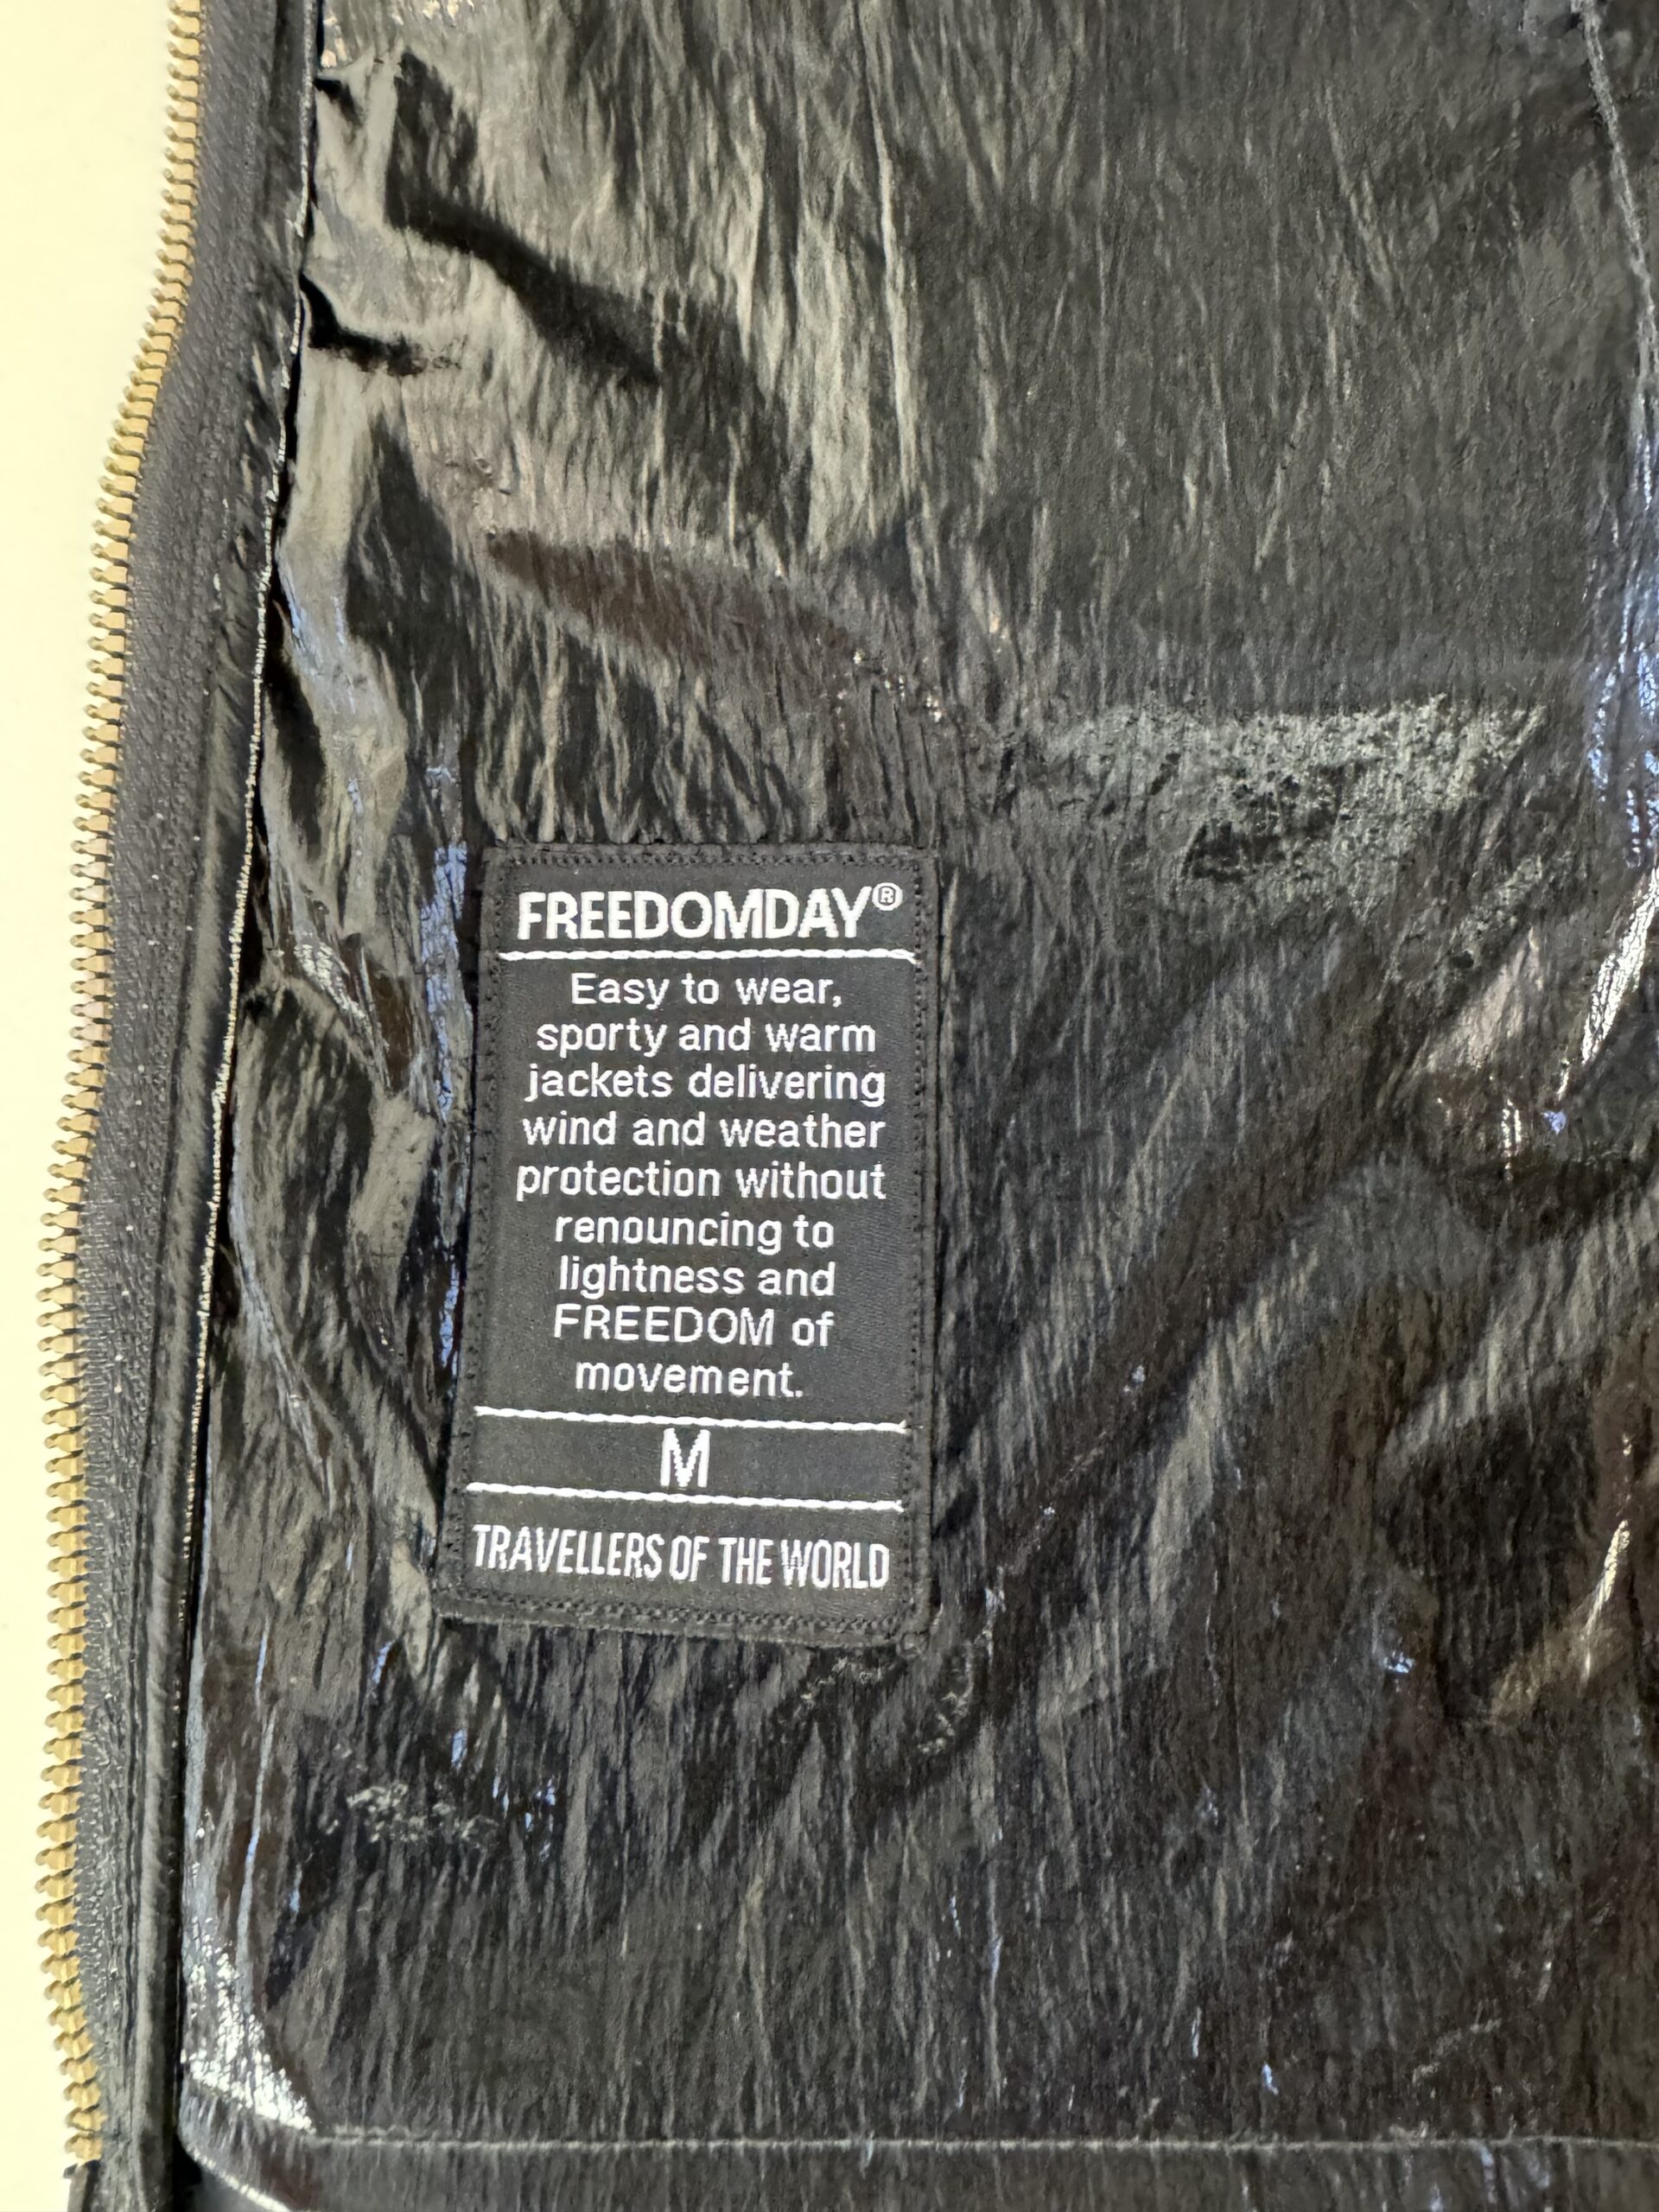 FREEDOMDAY®
Easy to wear,
sporty and warm
jackets delivering
wind and weather
protection without
renouncing to
lightness and
FREEDOM of
movement.
M
TRAVELLERS OF THE WORLD